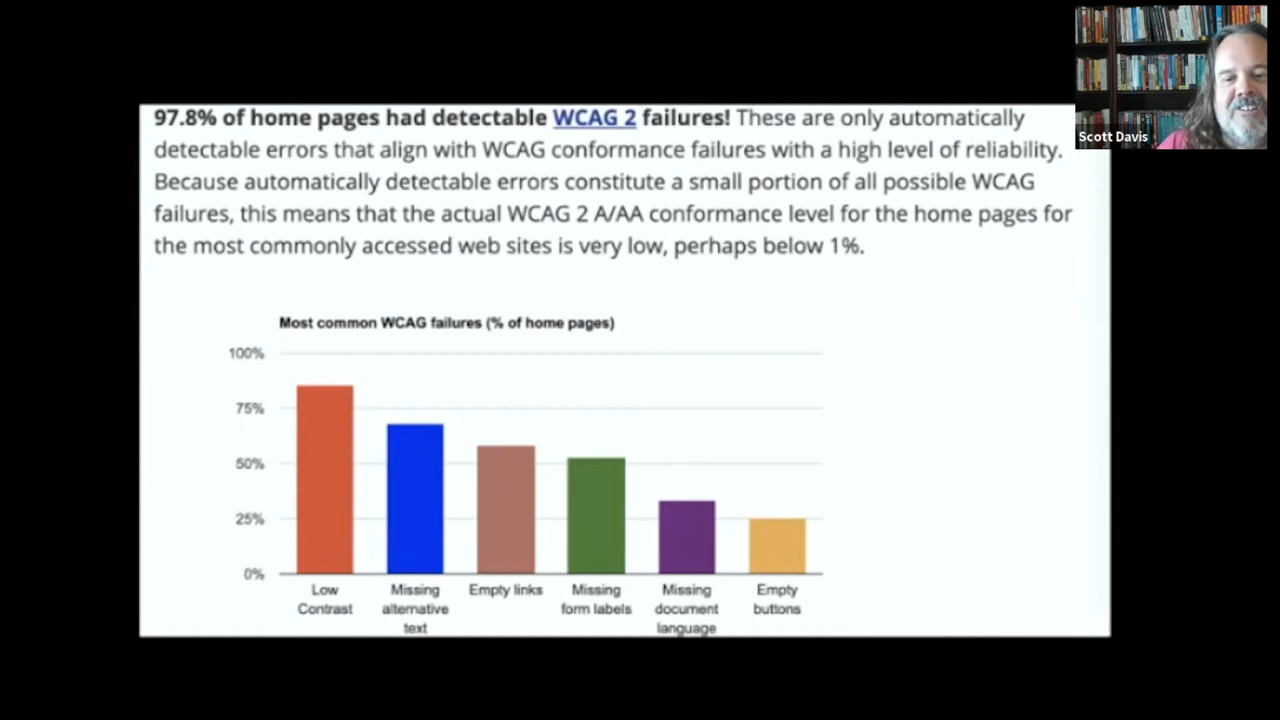 97.8% of home pages had detectable WCAG 2 failures! These are only automatically
detectable errors that align with WCAG conformance failures with a high level of reliability.
Because automatically detectable errors constitute a small portion of all possible WCAG
failures, this means that the actual WCAG 2 A/AA conformance level for the home pages for
the most commonly accessed web sites is very low, perhaps below 1%.
Scott Davis
Most common WCAG failures (% of home pages)
100%
75%
50%
25%
0%
Low
Contrast
Missing
alternative
text
Empty links
Missing
form labels
Missing
document
language
Empty
buttons